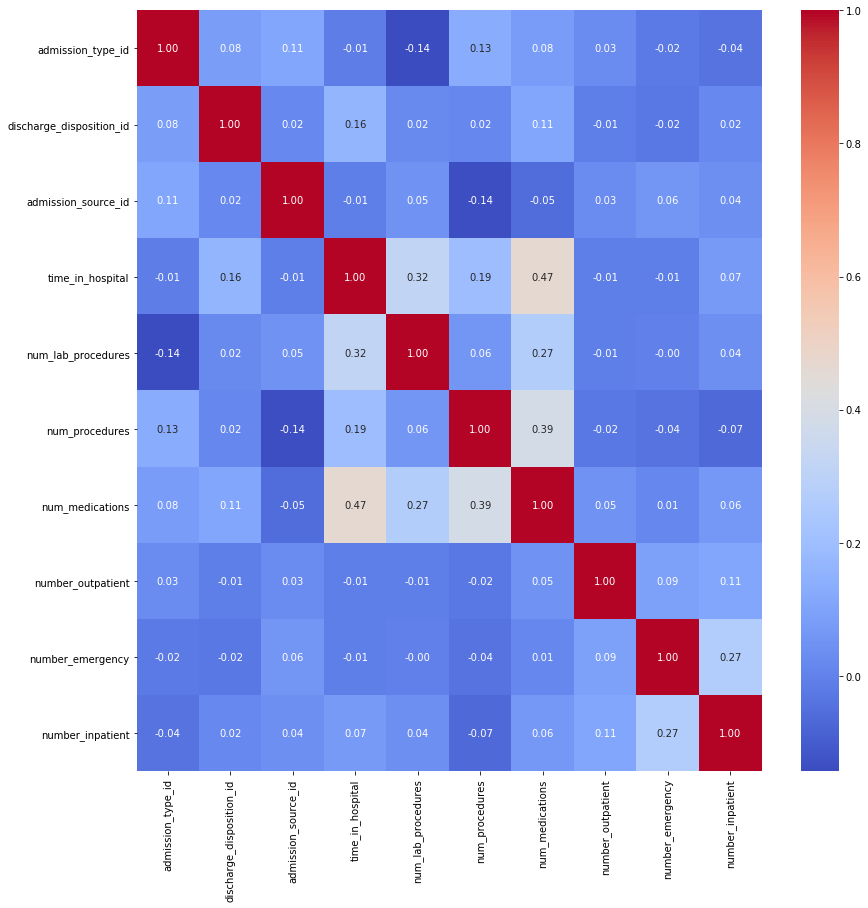 admission_type_id 1.00 0.08 0.11 -0.01 -0.14 0.13 0.08 0.03 -0.02 -0.04
discharge_disposition_id 0.08 1.00 0.02 0.16 0.02 0.02 0.11 -0.01 -0.02 0.02
admission_source_id 0.11 0.02 1.00 -0.01 0.05 -0.14 -0.05 0.03 0.06 0.04
time_in_hospital -0.01 0.16 -0.01 1.00 0.32 0.19 0.47 -0.01 -0.01 0.07
num_lab_procedures -0.14 0.02 0.05 0.32 1.00 0.06 0.27 -0.01 -0.00 0.04
num_procedures 0.13 0.02 -0.14 0.19 0.06 1.00 0.39 -0.02 -0.04 -0.07
num_medications 0.08 0.11 -0.05 0.47 0.27 0.39 1.00 0.05 0.01 0.06
number_outpatient 0.03 -0.01 0.03 -0.01 -0.01 -0.02 0.05 1.00 0.09 0.11
number_emergency -0.02 -0.02 0.06 -0.01 -0.00 -0.04 0.01 0.09 1.00 0.27
number_inpatient -0.04 0.02 0.04 0.07 0.04 -0.07 0.06 0.11 0.27 1.00
admission_type_id
discharge_disposition_id
admission_source_id
time_in_hospital
num_lab_procedures
num_procedures
num_medications
number_outpatient
number_emergency
number_inpatient
1.0
0.8
0.6
0.4
0.2
0.0